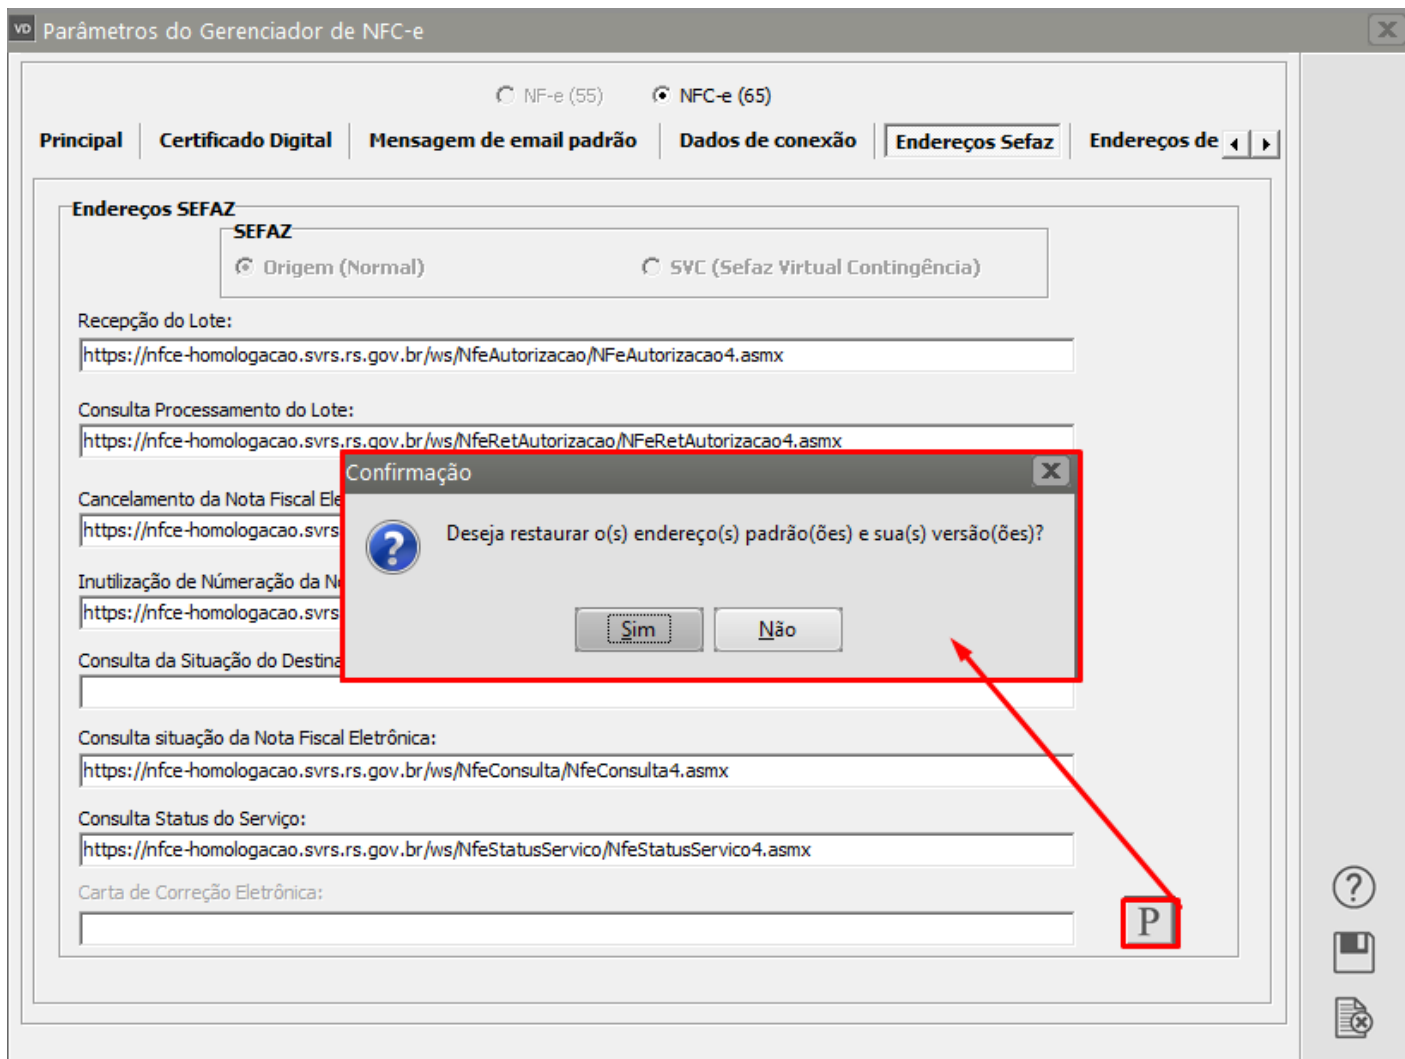 VD Parâmetros do Gerenciador de NFC-e
NF-e (55) NFC-e (65)
Principal Certificado Digital Mensagem de email padrão Dados de conexão Endereços Sefaz Endereços de
Endereços SEFAZ
SEFAZ
Origem (Normal) SVC (Sefaz Virtual Contingência)
Recepção do Lote:
https://nfce-homologacao.svrs.rs.gov.br/ws/NfeAutorizacao/NFeAutorizacao4.asmx
Consulta Processamento do Lote:
https://nfce-homologacao.svrs.rs.gov.br/ws/NfeRetAutorizacao/NFeRetAutorizacao4.asmx
Confirmação
Deseja restaurar o(s) endereço(s) padrão(ões) e sua(s) versão(ões)?
Sim Não
Cancelamento da Nota Fiscal Ele
https://nfce-homologacao.svrs
Inutilização de Númeração da N
https://nfce-homologacao.svrs
Consulta da Situação do Destina
Consulta situação da Nota Fiscal Eletrônica:
https://nfce-homologacao.svrs.rs.gov.br/ws/NfeConsulta/NfeConsulta4.asmx
Consulta Status do Serviço:
https://nfce-homologacao.svrs.rs.gov.br/ws/NfeStatusServico/NfeStatusServico4.asmx
Carta de Correção Eletrônica:
P